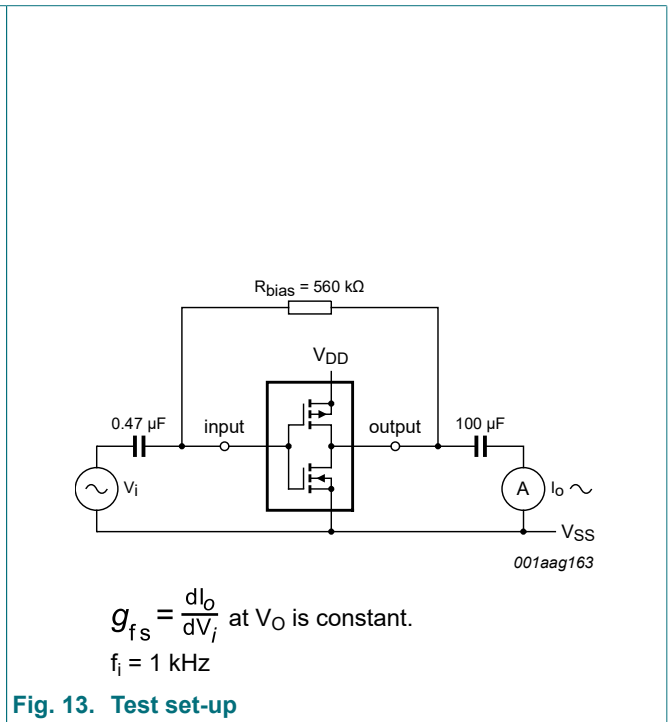 Rbias = 560 kΩ
VDD
0.47 µF
input
output
100 µF
Vi
A
Io
VSS
001aag163
gfs = dIo/dVi at VO is constant.
fi = 1 kHz
Fig. 13. Test set-up